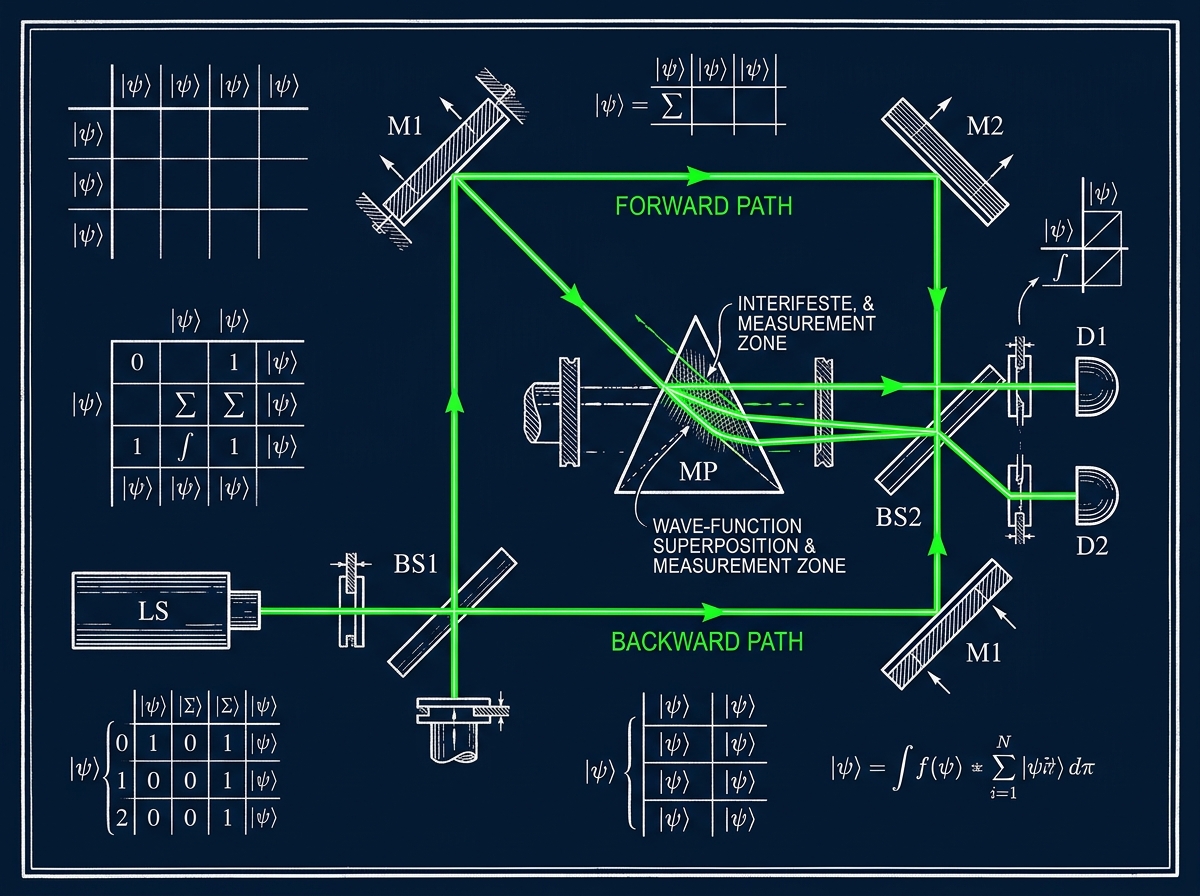 |ψ⟩ |ψ⟩ |ψ⟩ |ψ⟩
|ψ⟩
|ψ⟩
|ψ⟩
M1
|ψ⟩ |ψ⟩ |ψ⟩
|ψ⟩ = ∑
M2
FORWARD PATH
|ψ⟩
|ψ⟩
∫
INTERIFESTE, &
MEASUREMENT
ZONE
D1
|ψ⟩ |ψ⟩
0 1 |ψ⟩
|ψ⟩ ∑ ∑ |ψ⟩
1 ∫ 1 |ψ⟩
|ψ⟩ |ψ⟩ |ψ⟩
MP
BS2
D2
WAVE-FUNCTION
SUPERPOSITION &
MEASUREMENT ZONE
BS1
LS
BACKWARD PATH
M1
|ψ⟩ |Σ⟩ |Σ⟩ |ψ⟩
|ψ⟩
0 1 0 1 |ψ⟩
1 0 0 1 |ψ⟩
2 0 0 1 |ψ⟩
|ψ⟩
|ψ⟩ |ψ⟩
|ψ⟩ |ψ⟩
|ψ⟩ |ψ⟩
|ψ⟩ |ψ⟩
N
|ψ⟩ = ∫ f(ψ) ∑ dπ
i=1